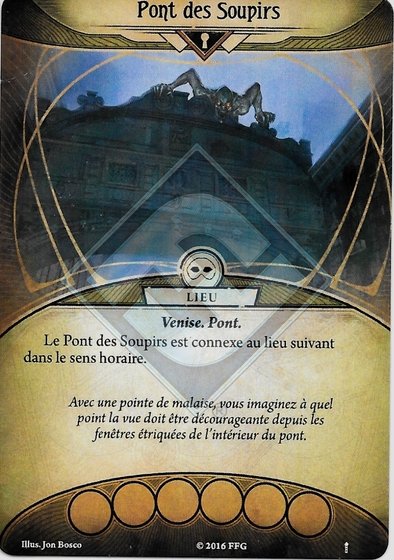 Pont des Soupirs
LIEU
Venise. Pont.
Le Pont des Soupirs est connexe au lieu suivant
dans le sens horaire.
Avec une pointe de malaise, vous imaginez à quel
point la vue doit être décourageante depuis les
fenêtres étriquées de l'intérieur du pont.
Illus. Jon Bosco
© 2016 FFG